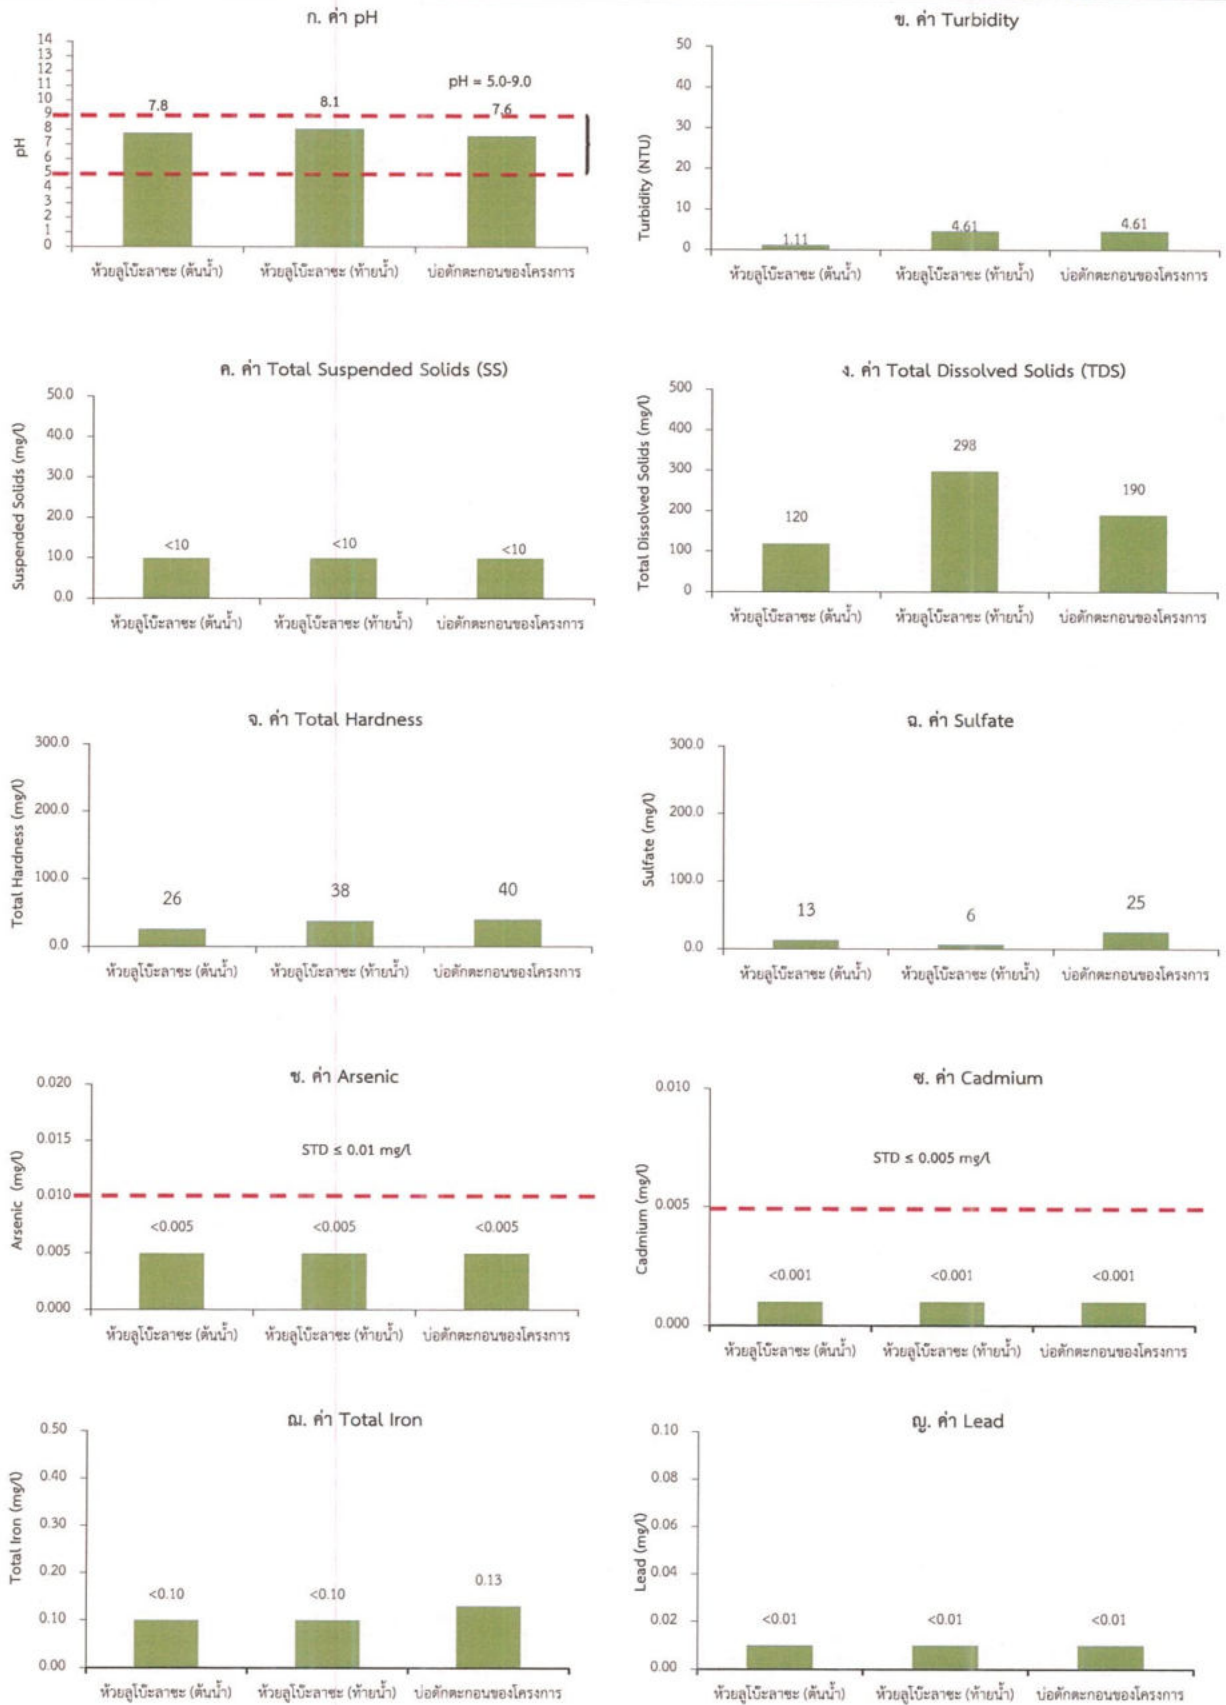 ก. ค่า pH
14
13
12
11
10
9
8
7
6
5
4
3
2
1
0
pH
pH = 5.0-9.0
7.8
8.1
7.6
ห้วยลูโบ๊ะลาซะ (ต้นน้ำ)
ห้วยลูโบ๊ะลาซะ (ท้ายน้ำ)
บ่อดักตะกอนของโครงการ
ข. ค่า Turbidity
50
40
30
20
10
0
Turbidity (NTU)
1.11
4.61
4.61
ห้วยลูโบ๊ะลาซะ (ต้นน้ำ)
ห้วยลูโบ๊ะลาซะ (ท้ายน้ำ)
บ่อดักตะกอนของโครงการ
ค. ค่า Total Suspended Solids (SS)
50.0
40.0
30.0
20.0
10.0
0.0
Suspended Solids (mg/l)
<10
<10
<10
ห้วยลูโบ๊ะลาซะ (ต้นน้ำ)
ห้วยลูโบ๊ะลาซะ (ท้ายน้ำ)
บ่อดักตะกอนของโครงการ
ง. ค่า Total Dissolved Solids (TDS)
500
400
300
200
100
0
Total Dissolved Solids (mg/l)
120
298
190
ห้วยลูโบ๊ะลาซะ (ต้นน้ำ)
ห้วยลูโบ๊ะลาซะ (ท้ายน้ำ)
บ่อดักตะกอนของโครงการ
จ. ค่า Total Hardness
300.0
200.0
100.0
0.0
Total Hardness (mg/l)
26
38
40
ห้วยลูโบ๊ะลาซะ (ต้นน้ำ)
ห้วยลูโบ๊ะลาซะ (ท้ายน้ำ)
บ่อดักตะกอนของโครงการ
ฉ. ค่า Sulfate
300.0
200.0
100.0
0.0
Sulfate (mg/l)
13
6
25
ห้วยลูโบ๊ะลาซะ (ต้นน้ำ)
ห้วยลูโบ๊ะลาซะ (ท้ายน้ำ)
บ่อดักตะกอนของโครงการ
ช. ค่า Arsenic
0.020
0.015
0.010
0.005
0.000
Arsenic (mg/l)
STD ≤ 0.01 mg/l
<0.005
<0.005
<0.005
ห้วยลูโบ๊ะลาซะ (ต้นน้ำ)
ห้วยลูโบ๊ะลาซะ (ท้ายน้ำ)
บ่อดักตะกอนของโครงการ
ซ. ค่า Cadmium
0.010
0.005
0.000
Cadmium (mg/l)
STD ≤ 0.005 mg/l
<0.001
<0.001
<0.001
ห้วยลูโบ๊ะลาซะ (ต้นน้ำ)
ห้วยลูโบ๊ะลาซะ (ท้ายน้ำ)
บ่อดักตะกอนของโครงการ
ฌ. ค่า Total Iron
0.50
0.40
0.30
0.20
0.10
0.00
Total Iron (mg/l)
<0.10
<0.10
0.13
ห้วยลูโบ๊ะลาซะ (ต้นน้ำ)
ห้วยลูโบ๊ะลาซะ (ท้ายน้ำ)
บ่อดักตะกอนของโครงการ
ญ. ค่า Lead
0.10
0.08
0.06
0.04
0.02
0.00
Lead (mg/l)
<0.01
<0.01
<0.01
ห้วยลูโบ๊ะลาซะ (ต้นน้ำ)
ห้วยลูโบ๊ะลาซะ (ท้ายน้ำ)
บ่อดักตะกอนของโครงการ